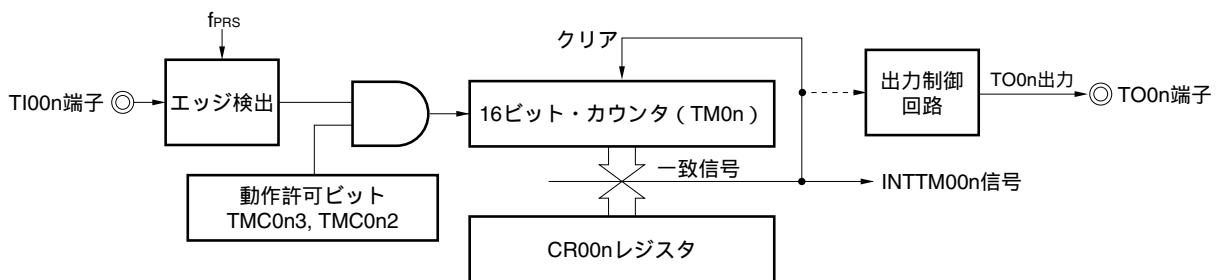 fPRS
クリア
TI00n端子
エッジ検出
16ビット・カウンタ（TM0n）
出力制御
回路
TO0n出力
TO0n端子
一致信号
INTTM00n信号
動作許可ビット
TMC0n3, TMC0n2
CR00nレジスタ